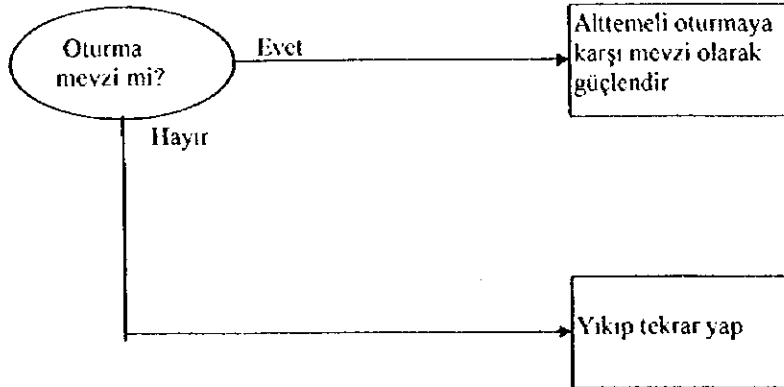 Oturma
mevzi mi?
Evet
Alttemeli oturmaya
karşı mevzi olarak
güçlendir
Hayır
Yıkıp tekrar yap